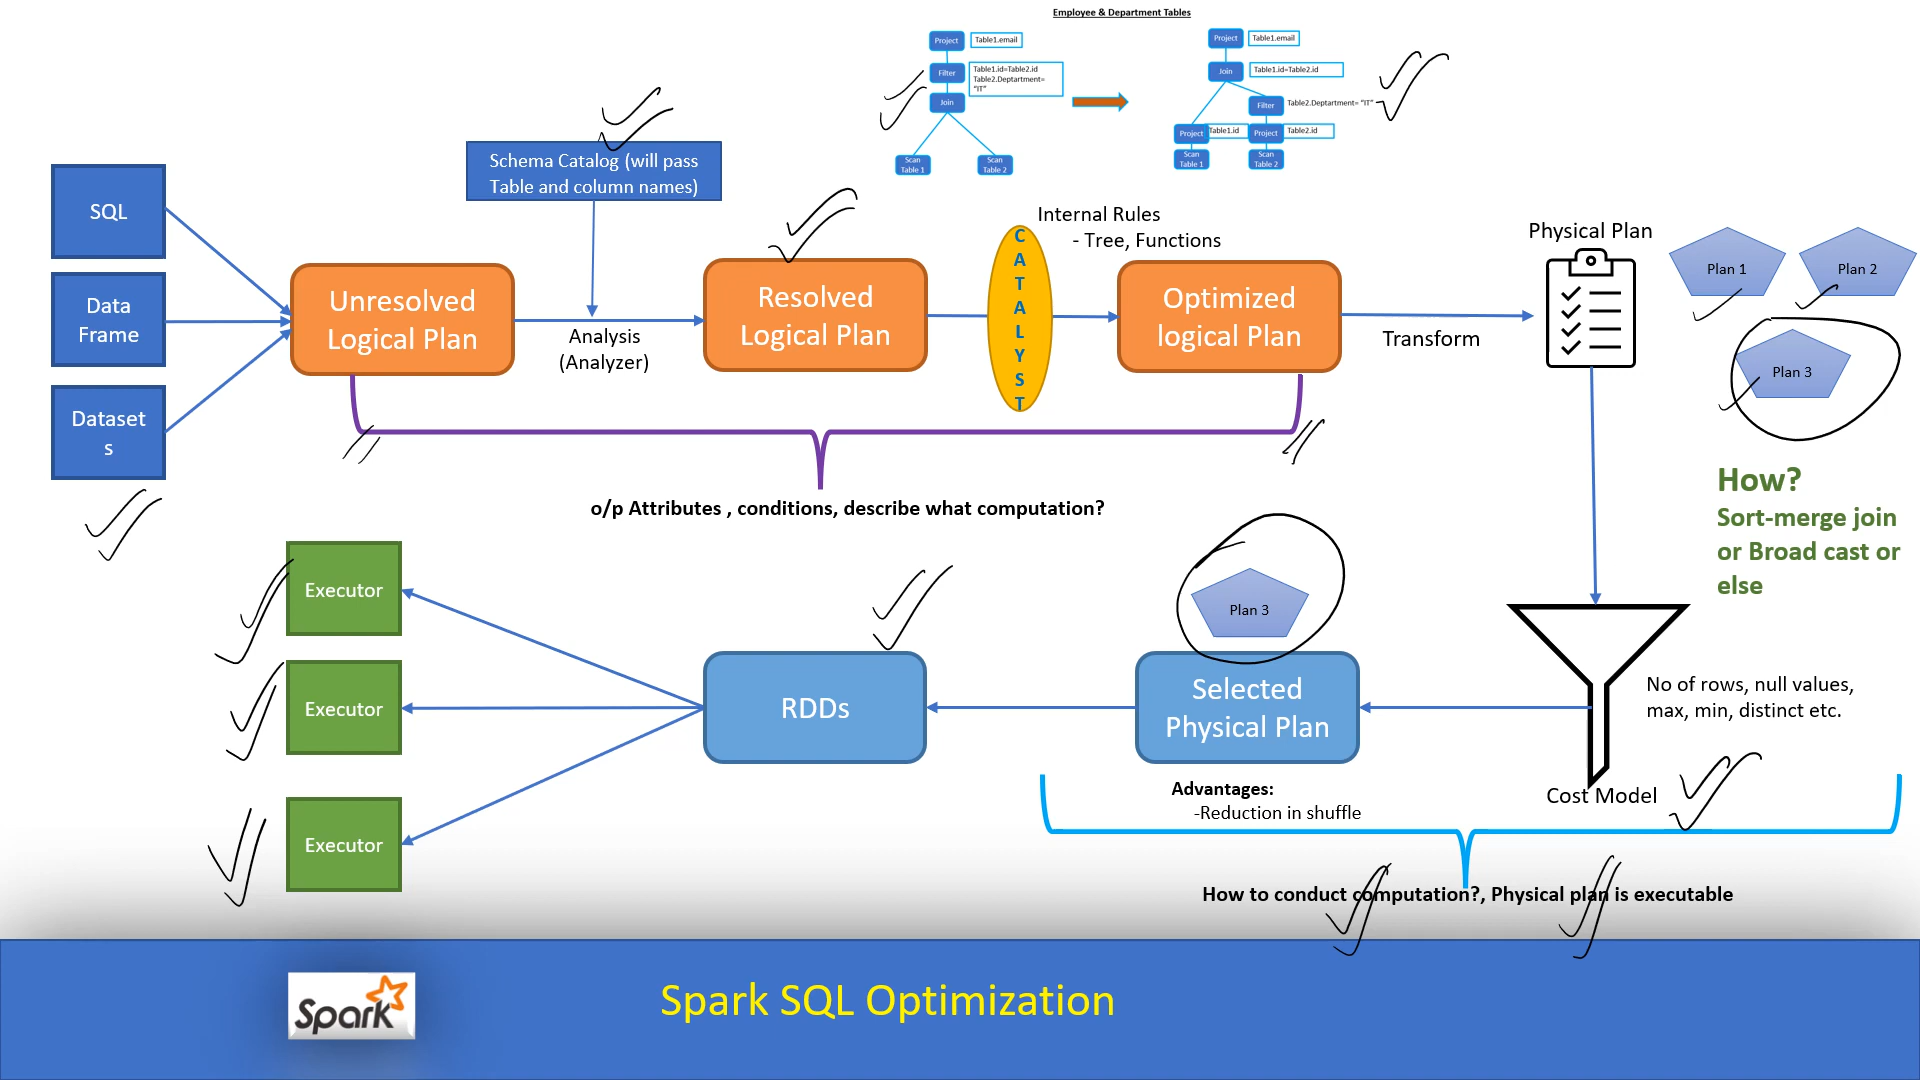 Employee & Department Tables
Project
Table1.email
Filter
Table1.id=Table2.id
Table2.Deptartment=
"IT"
Join
Scan
Table 1
Scan
Table 2
Project
Table1.email
Join
Table1.id=Table2.id
Filter
Table2.Deptartment= "IT"
Project
Table1.id
Project
Table2.id
Scan
Table 1
Scan
Table 2
Schema Catalog (will pass
Table and column names)
SQL
Data
Frame
Dataset
s
Unresolved
Logical Plan
Analysis
(Analyzer)
Resolved
Logical Plan
C
A
T
A
L
Y
S
T
Internal Rules
- Tree, Functions
Optimized
logical Plan
Transform
Physical Plan
Plan 1
Plan 2
Plan 3
How?
Sort-merge join
or Broad cast or
else
o/p Attributes , conditions, describe what computation?
Executor
Executor
Executor
RDDs
Plan 3
Selected
Physical Plan
No of rows, null values,
max, min, distinct etc.
Cost Model
Advantages:
-Reduction in shuffle
How to conduct computation?, Physical plan is executable
Spark
Spark SQL Optimization